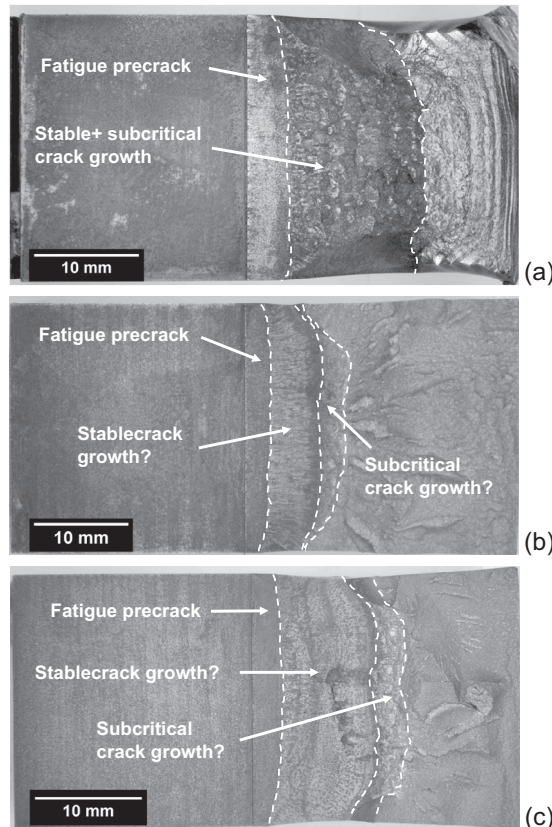 Fatigue precrack
Stable+ subcritical
crack growth
10 mm
(a)
Fatigue precrack
Stablecrack
growth?
Subcritical
crack growth?
10 mm
(b)
Fatigue precrack
Stablecrack growth?
Subcritical
crack growth?
10 mm
(c)